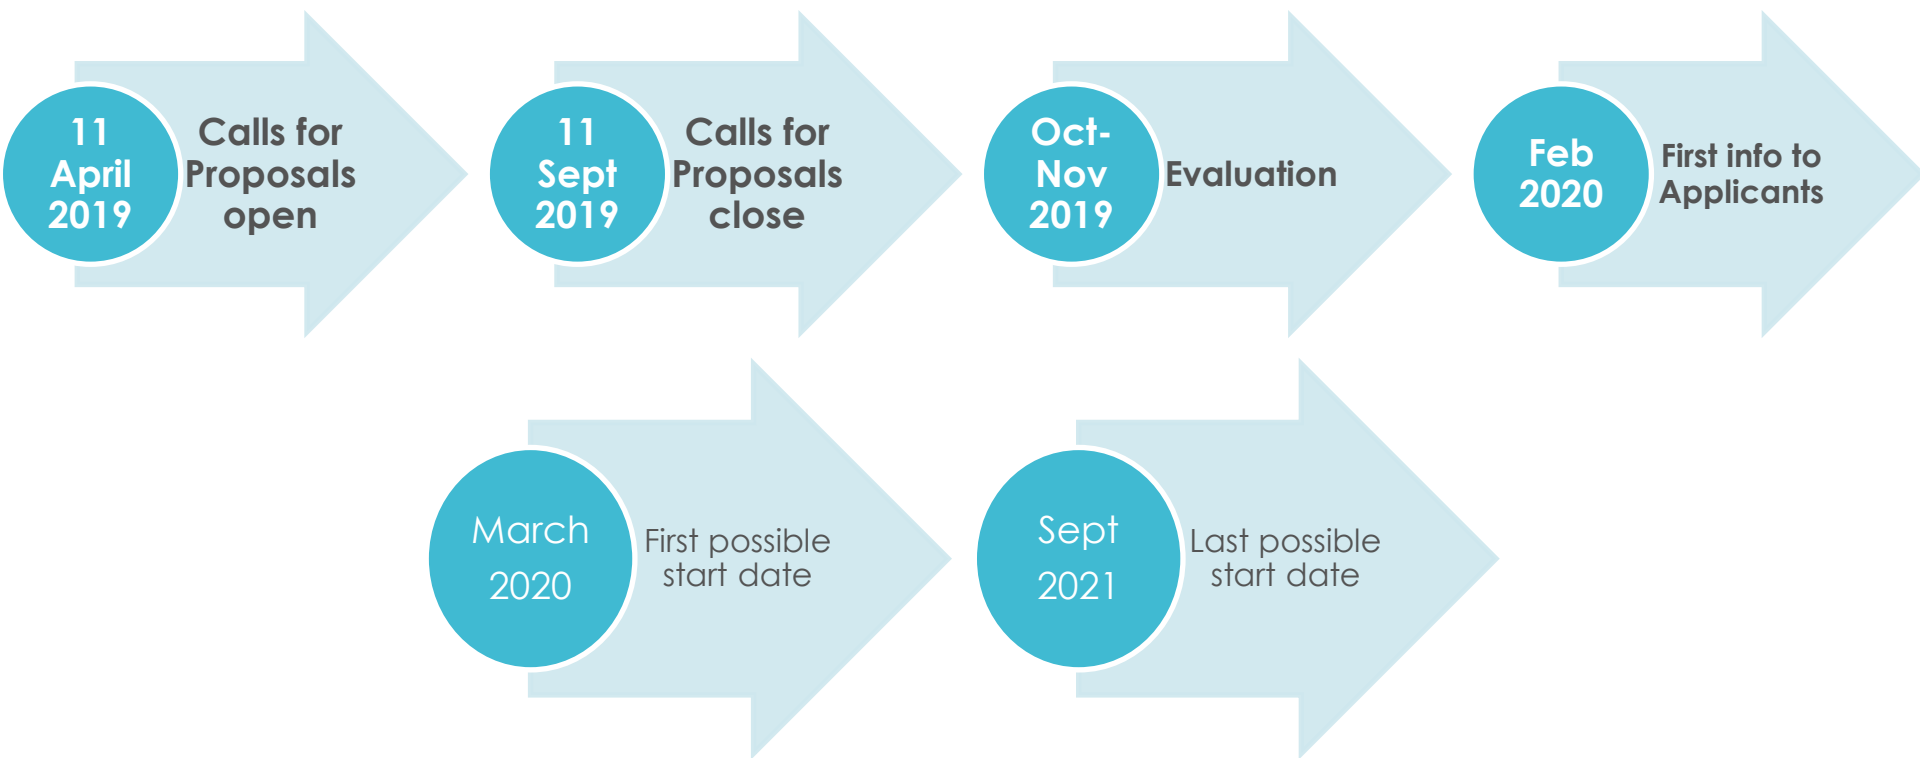 11
April
2019
Calls for
Proposals
open
11
Sept
2019
Calls for
Proposals
close
Oct-
Nov
2019
Evaluation
Feb
2020
First info to
Applicants
March
2020
First possible
start date
Sept
2021
Last possible
start date